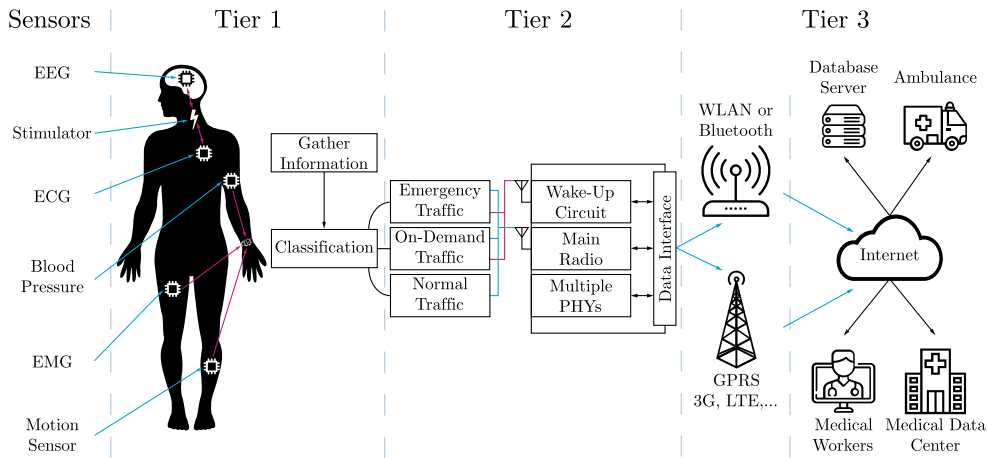 Sensors
Tier 1
Tier 2
Tier 3
EEG
Stimulator
ECG
Blood
Pressure
EMG
Motion
Sensor
Gather
Information
Classification
Emergency
Traffic
On-Demand
Traffic
Normal
Traffic
Wake-Up
Circuit
Main
Radio
Multiple
PHYs
Data Interface
WLAN or
Bluetooth
GPRS
3G, LTE,...
Database
Server
Ambulance
Internet
Medical
Workers
Medical Data
Center